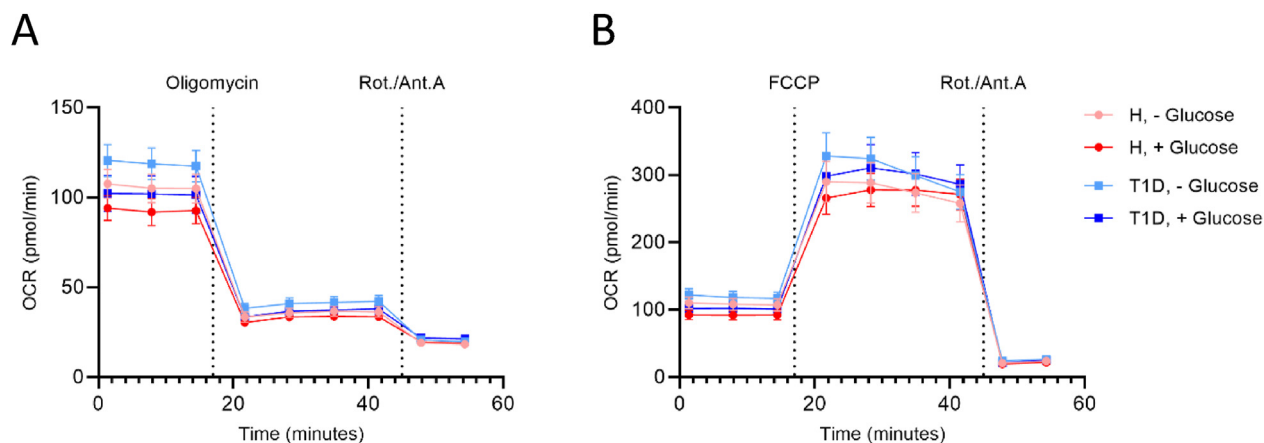 A
B
Oligomycin
Rot./Ant.A
150
100
50
0
OCR (pmol/min)
0
20
40
60
Time (minutes)
FCCP
Rot./Ant.A
400
300
200
100
0
OCR (pmol/min)
0
20
40
60
Time (minutes)
H, - Glucose
H, + Glucose
T1D, - Glucose
T1D, + Glucose